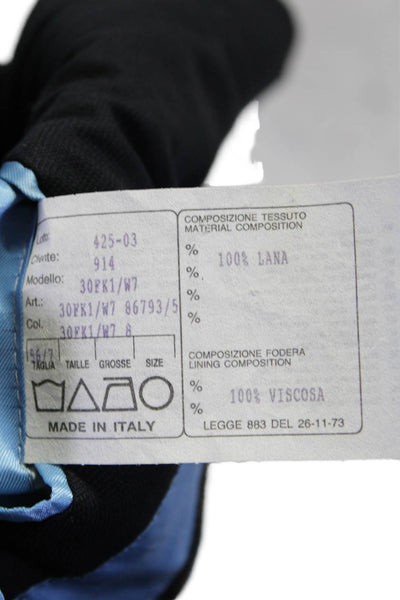 Lotto: 425-03
Cliente: 914
Modello: 30FK1/W7
Art.: 30FK1/W7 86793/5
Col. 30FK1/W7 8
56/7
TAGLIA TAILLE GROSSE SIZE
MADE IN ITALY
COMPOSIZIONE TESSUTO
MATERIAL COMPOSITION
%
% 100% LANA
%
%
COMPOSIZIONE FODERA
LINING COMPOSITION
%
% 100% VISCOSA
LEGGE 883 DEL 26-11-73